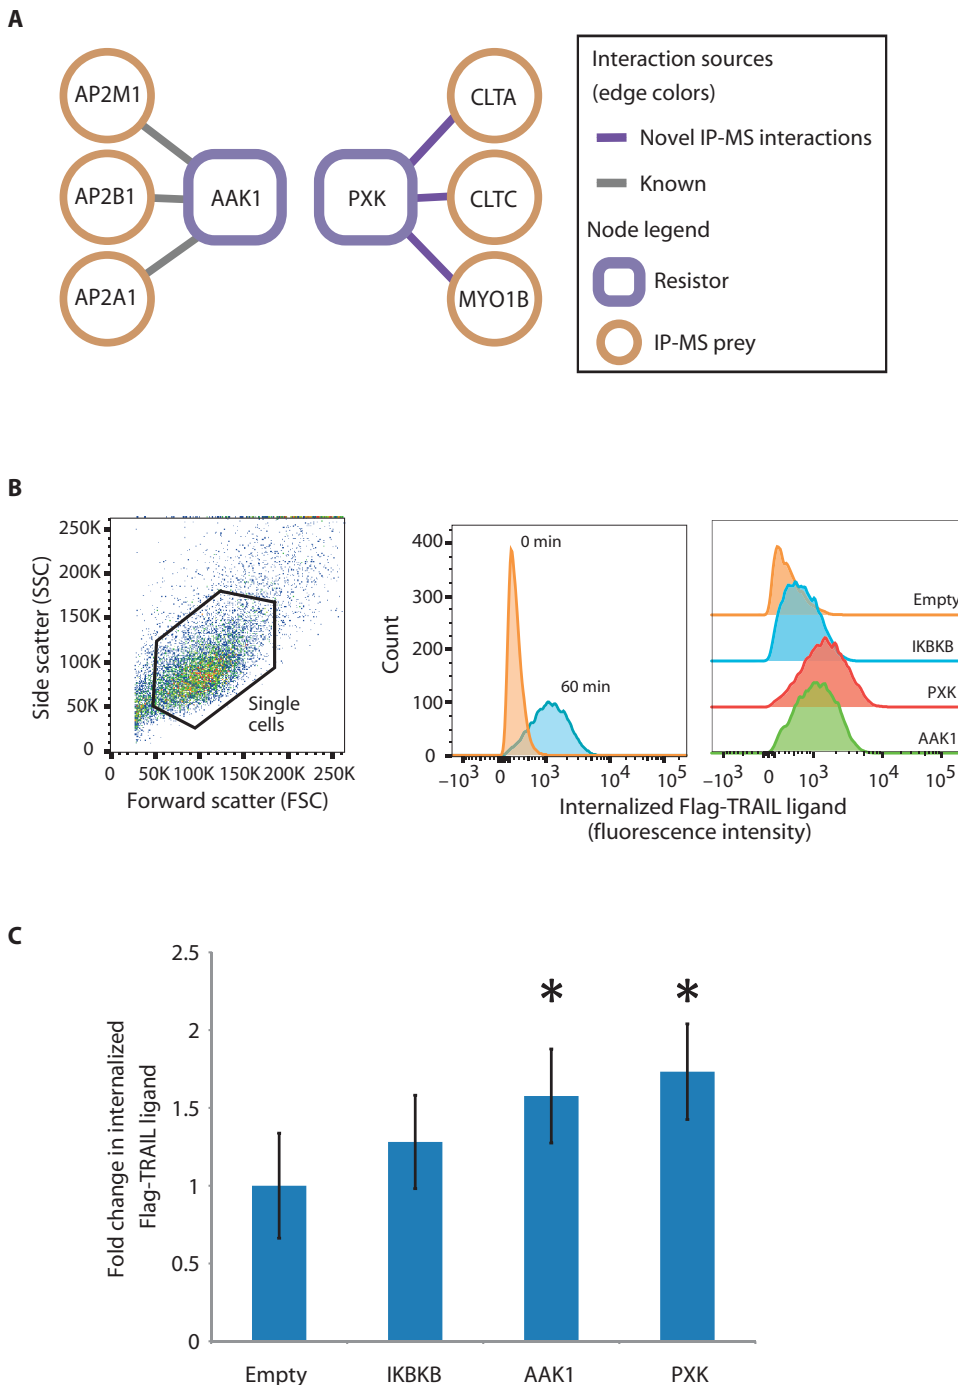 A
AP2M1
AP2B1
AP2A1
AAK1
PXK
CLTA
CLTC
MYO1B
Interaction sources
(edge colors)
Novel IP-MS interactions
Known
Node legend
Resistor
IP-MS prey
B
250K
200K
150K
100K
50K
0
Side scatter (SSC)
Single
cells
0 50K 100K 150K 200K 250K
Forward scatter (FSC)
400
300
200
100
0
Count
0 min
60 min
−10³ 0 10³ 10⁴ 10⁵
Empty
IKBKB
PXK
AAK1
−10³ 0 10³ 10⁴ 10⁵
Internalized Flag-TRAIL ligand
(fluorescence intensity)
C
2.5
2
1.5
1
0.5
0
Fold change in internalized
Flag-TRAIL ligand
* *
Empty IKBKB AAK1 PXK